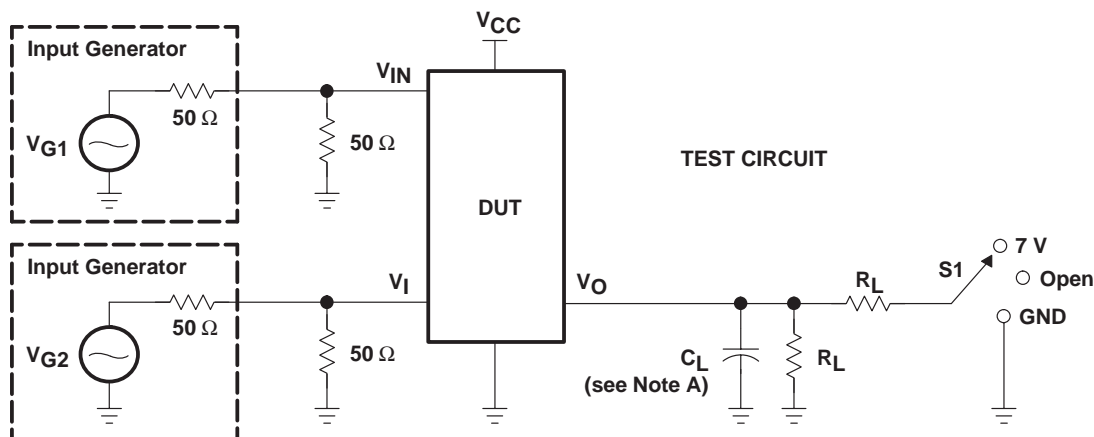 VCC
Input Generator
VIN
50 Ω
VG1
50 Ω
TEST CIRCUIT
DUT
7 V
Input Generator
VI
VO
S1
Open
RL
GND
50 Ω
VG2
50 Ω
CL
(see Note A)
RL